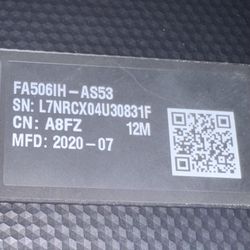 FA506IH-AS53
SN: L7NRCX04U30831F
CN: A8FZ 12M
MFD: 2020-07